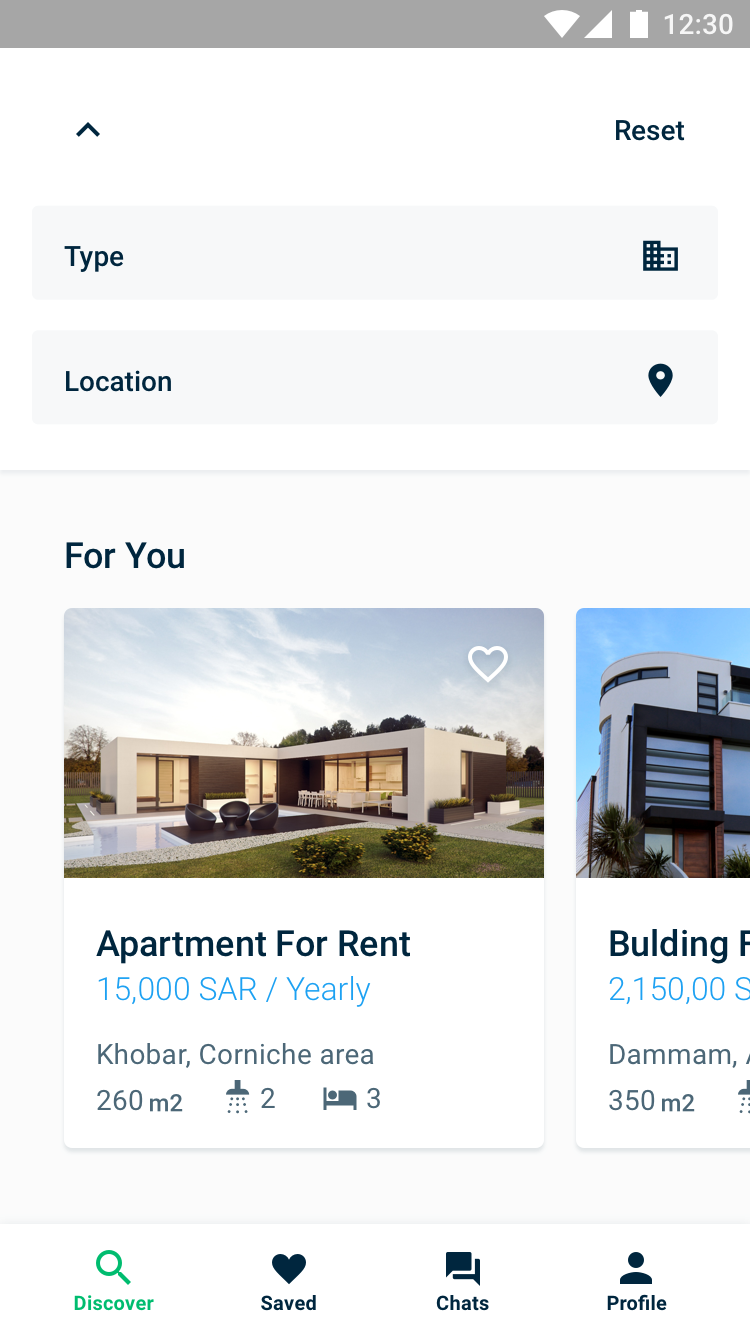 12:30
Reset
Type
Location
For You
Apartment For Rent
15,000 SAR / Yearly
Khobar, Corniche area
260 m2 2 3
Bulding F
2,150,00 S
Dammam,
350 m2
Discover Saved Chats Profile